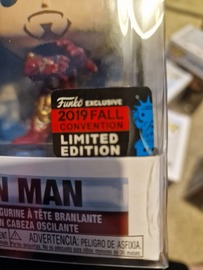 Funko EXCLUSIVE
2019 FALL
CONVENTION
LIMITED
EDITION
N MAN
FIGURINE À TÊTE BRANLANTE
N CABEZA OSCILANTE
ADVERTENCIA: PELIGRO DE ASFIXIA.